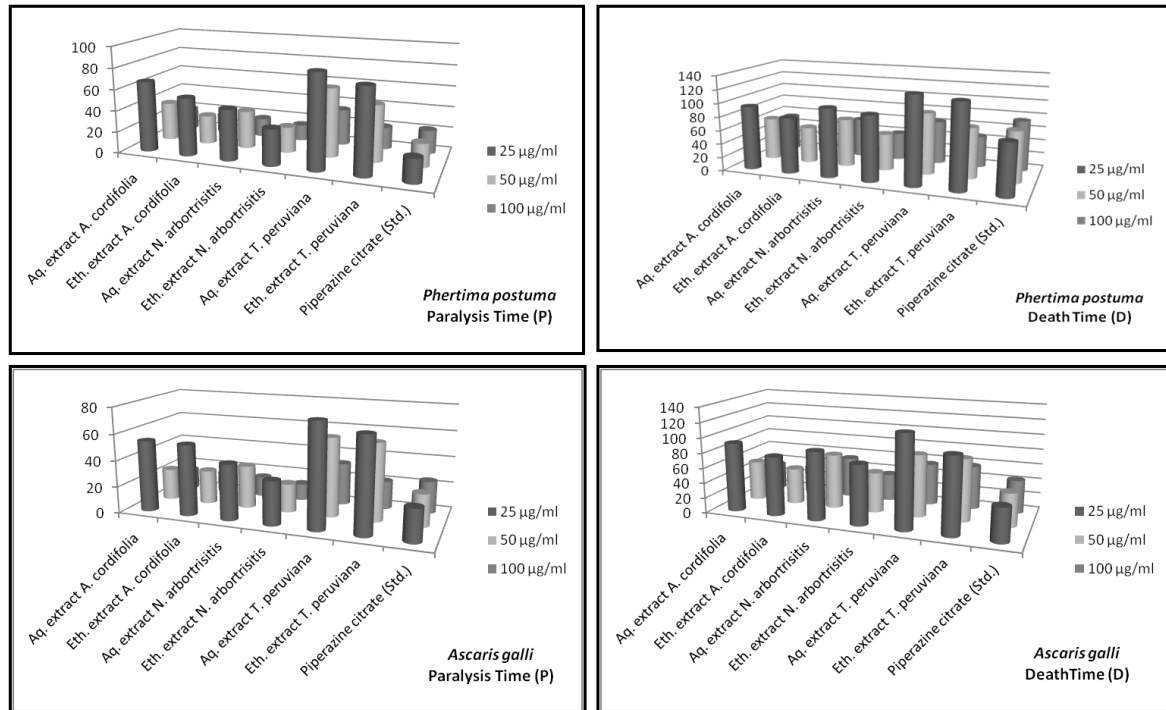 100
80
60
40
20
0
Aq. extract A. cordifolia
Eth. extract A. cordifolia
Aq. extract N. arbortrisitis
Eth. extract N. arbortrisitis
Aq. extract T. peruviana
Eth. extract T. peruviana
Piperazine citrate (Std.)
25 µg/ml
50 µg/ml
100 µg/ml
Phertima postuma
Paralysis Time (P)
140
120
100
80
60
40
20
0
Aq. extract A. cordifolia
Eth. extract A. cordifolia
Aq. extract N. arbortrisitis
Eth. extract N. arbortrisitis
Aq. extract T. peruviana
Eth. extract T. peruviana
Piperazine citrate (Std.)
25 µg/ml
50 µg/ml
100 µg/ml
Phertima postuma
Death Time (D)
80
60
40
20
0
Aq. extract A. cordifolia
Eth. extract A. cordifolia
Aq. extract N. arbortrisitis
Eth. extract N. arbortrisitis
Aq. extract T. peruviana
Eth. extract T. peruviana
Piperazine citrate (Std.)
25 µg/ml
50 µg/ml
100 µg/ml
Ascaris galli
Paralysis Time (P)
140
120
100
80
60
40
20
0
Aq. extract A. cordifolia
Eth. extract A. cordifolia
Aq. extract N. arbortrisitis
Eth. extract N. arbortrisitis
Aq. extract T. peruviana
Eth. extract T. peruviana
Piperazine citrate (Std.)
25 µg/ml
50 µg/ml
100 µg/ml
Ascaris galli
DeathTime (D)